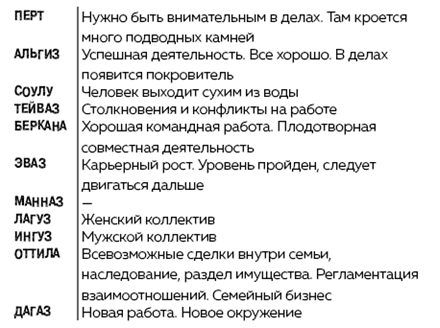 ПЕРТ Нужно быть внимательным в делах. Там кроется
много подводных камней
АЛЬГИЗ Успешная деятельность. Все хорошо. В делах
появится покровитель
СОУЛУ Человек выходит сухим из воды
ТЕЙВАЗ Столкновения и конфликты на работе
БЕРКАНА Хорошая командная работа. Плодотворная
совместная деятельность
ЭВАЗ Карьерный рост. Уровень пройден, следует
двигаться дальше
МАННАЗ —
ЛАГУЗ Женский коллектив
ИНГУЗ Мужской коллектив
ОТТИЛА Всевозможные сделки внутри семьи,
наследование, раздел имущества. Регламентация
взаимоотношений. Семейный бизнес
ДАГАЗ Новая работа. Новое окружение